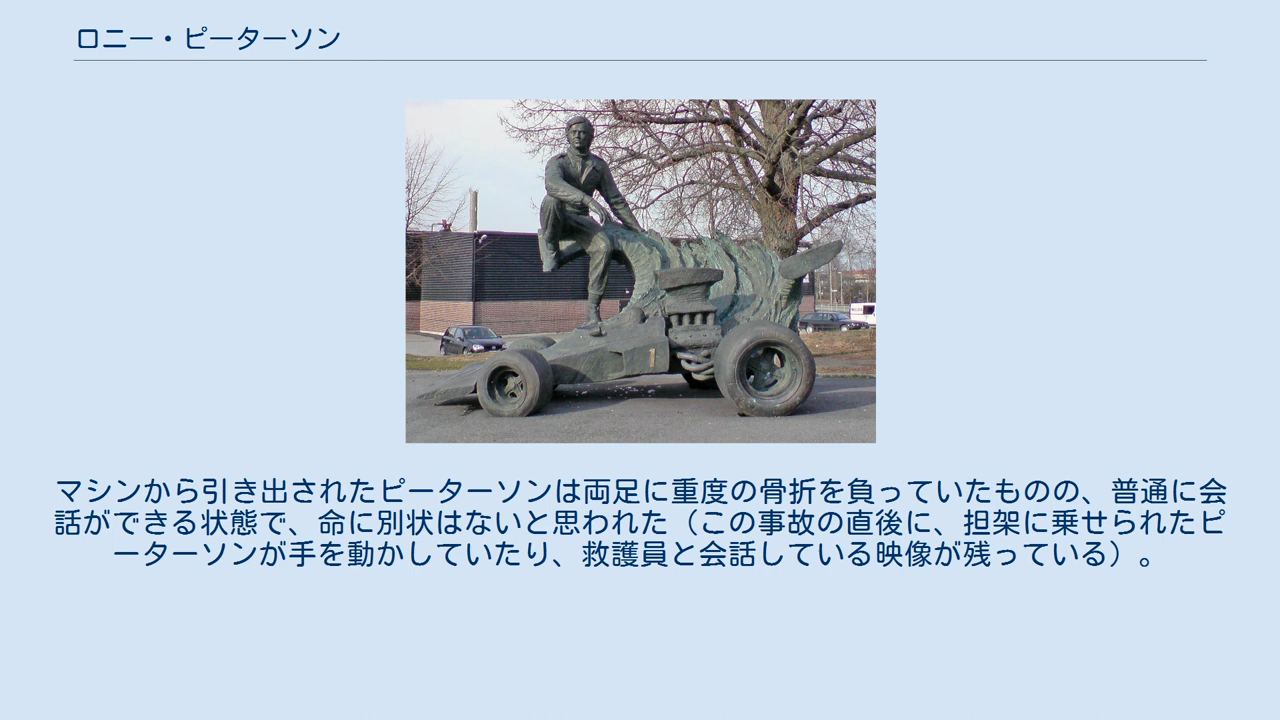 ロニー・ピーターソン
マシンから引き出されたピーターソンは両足に重度の骨折を負っていたものの、普通に会
話ができる状態で、命に別状はないと思われた（この事故の直後に、担架に乗せられたピ
ーターソンが手を動かしていたり、救護員と会話している映像が残っている）。